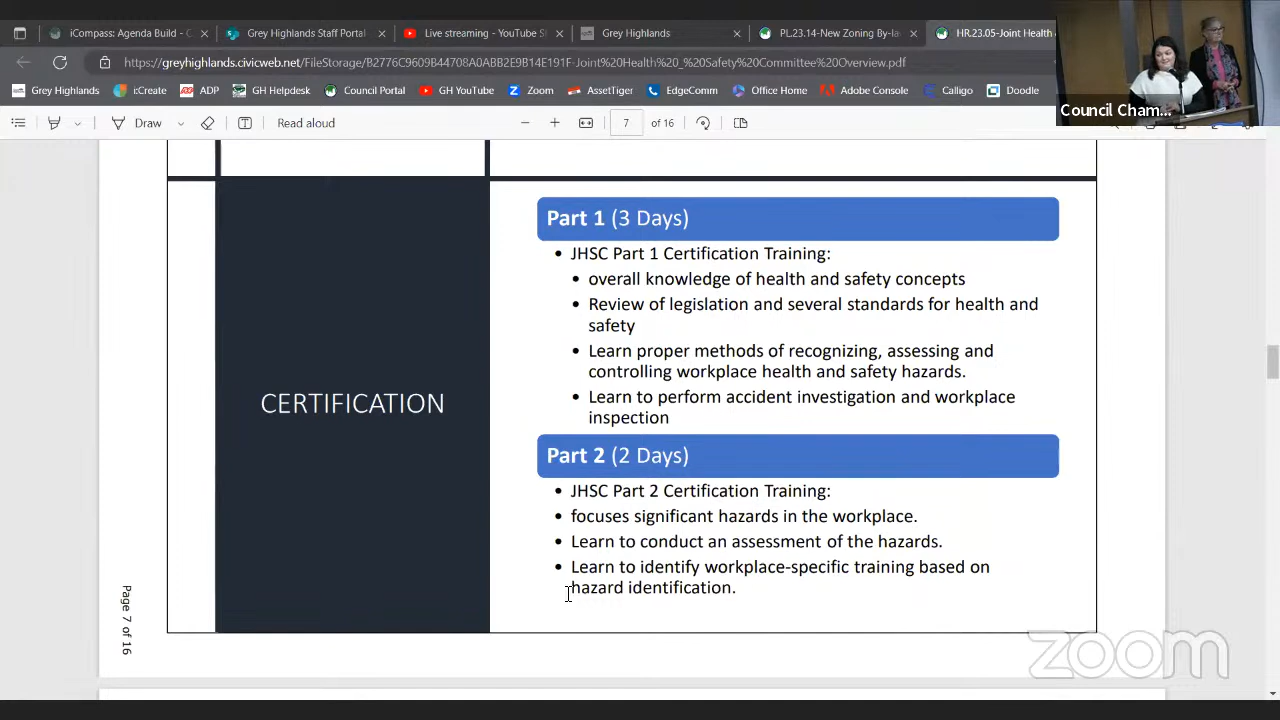 iCompass: Agenda Build - C
Grey Highlands Staff Portal
Live streaming - YouTube S
Grey Highlands
PL.23.14-New Zoning By-la
HR.23.05-Joint Health
https://greyhighlands.civicweb.net/FileStorage/B2776C9609B44708A0ABB2E9B14E191F-Joint%20Health%20_%20Safety%20Committee%20Overview.pdf
Grey Highlands
iCreate
ADP
GH Helpdesk
Council Portal
GH YouTube
Zoom
AssetTiger
EdgeComm
Office Home
Adobe Console
Calligo
Doodle
Council Cham...
Draw
Read aloud
7
of 16
CERTIFICATION
Part 1 (3 Days)
• JHSC Part 1 Certification Training:
• overall knowledge of health and safety concepts
• Review of legislation and several standards for health and
safety
• Learn proper methods of recognizing, assessing and
controlling workplace health and safety hazards.
• Learn to perform accident investigation and workplace
inspection
Part 2 (2 Days)
• JHSC Part 2 Certification Training:
• focuses significant hazards in the workplace.
• Learn to conduct an assessment of the hazards.
• Learn to identify workplace-specific training based on
hazard identification.
Page 7 of 16
zoom